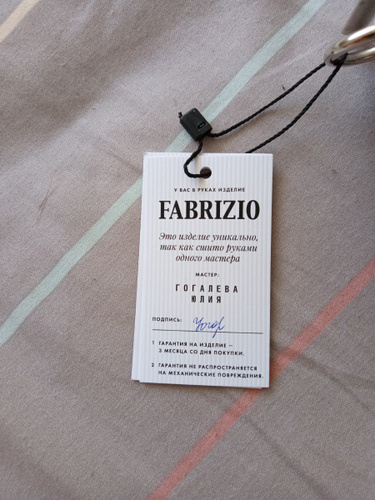 У ВАС В РУКАХ ИЗДЕЛИЕ
FABRIZIO
Это изделие уникально,
так как сшито руками
одного мастера
МАСТЕР:
ГОГАЛЕВА
ЮЛИЯ
ПОДПИСЬ:
1 ГАРАНТИЯ НА ИЗДЕЛИЕ –
3 МЕСЯЦА СО ДНЯ ПОКУПКИ.
2 ГАРАНТИЯ НЕ РАСПРОСТРАНЯЕТСЯ
НА МЕХАНИЧЕСКИЕ ПОВРЕЖДЕНИЯ.